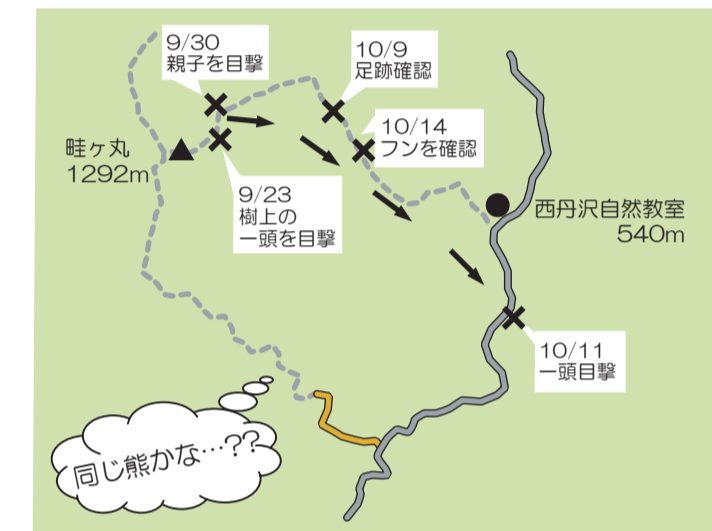 9/30
親子を目撃
10/9
足跡確認
10/14
フンを確認
畦ヶ丸
1292m
9/23
樹上の
一頭を目撃
西丹沢自然教室
540m
10/11
一頭目撃
同じ熊かな…??